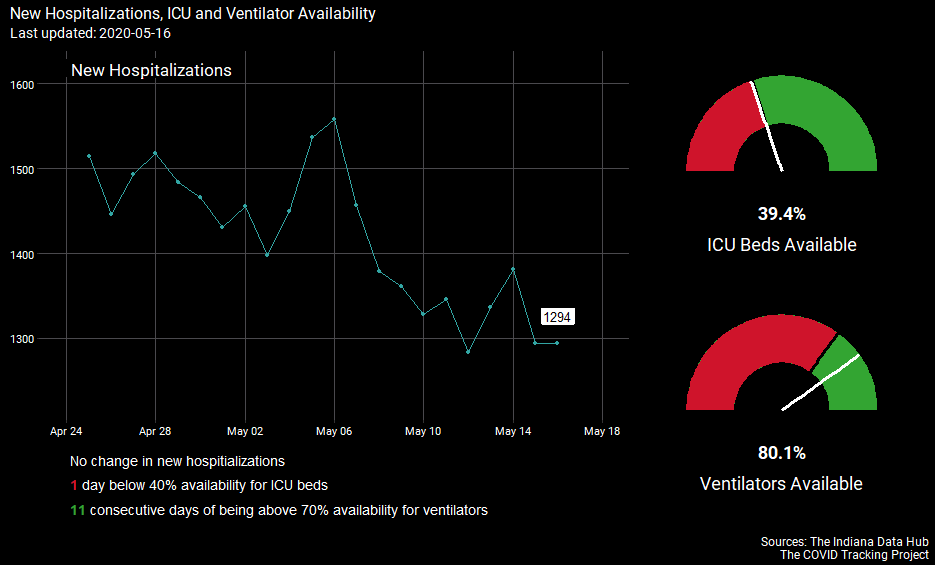 New Hospitalizations, ICU and Ventilator Availability
Last updated: 2020-05-16
New Hospitalizations
1600
1500
1400
1300
1294
Apr 24 Apr 28 May 02 May 06 May 10 May 14 May 18
No change in new hospitializations
1 day below 40% availability for ICU beds
11 consecutive days of being above 70% availability for ventilators
39.4%
ICU Beds Available
80.1%
Ventilators Available
Sources: The Indiana Data Hub
The COVID Tracking Project